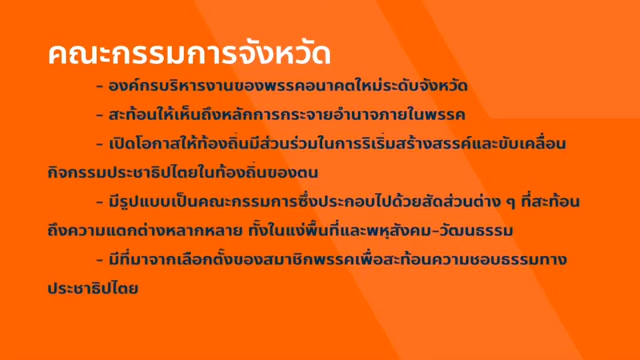 คณะกรรมการจังหวัด
- องค์กรบริหารงานของพรรคอนาคตใหม่ระดับจังหวัด
- สะท้อนให้เห็นถึงหลักการกระจายอำนาจภายในพรรค
- เปิดโอกาสให้ท้องถิ่นมีส่วนร่วมในการริเริ่มสร้างสรรค์และขับเคลื่อน
กิจกรรมประชาธิปไตยในท้องถิ่นของตน
- มีรูปแบบเป็นคณะกรรมการซึ่งประกอบไปด้วยสัดส่วนต่าง ๆ ที่สะท้อน
ถึงความแตกต่างหลากหลาย ทั้งในแง่พื้นที่และพหุสังคม-วัฒนธรรม
- มีที่มาจากเลือกตั้งของสมาชิกพรรคเพื่อสะท้อนความชอบธรรมทาง
ประชาธิปไตย